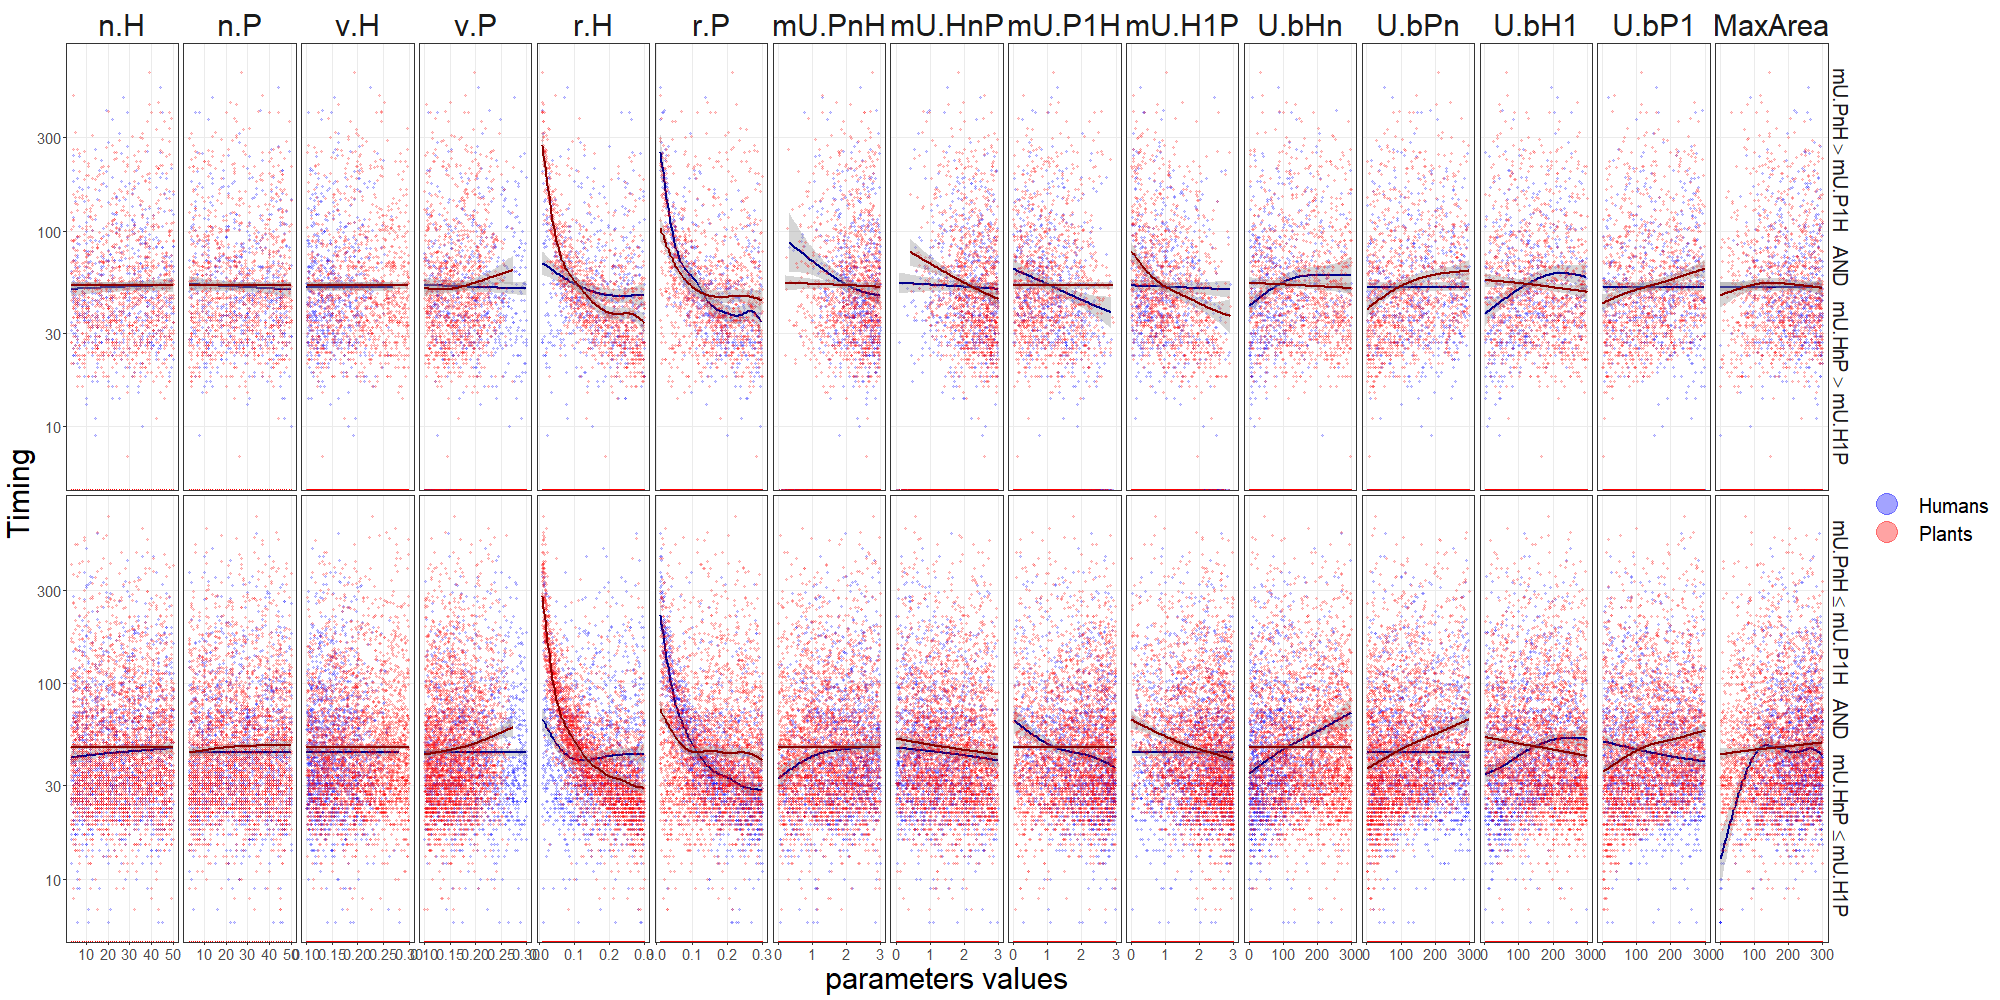 n.H n.P v.H v.P r.H r.P mU.PnH mU.HnP mU.P1H mU.H1P U.bHn U.bPn U.bH1 U.bP1 MaxArea
300
100
30
10
mU.PnH > mU.P1H AND mU.HnP > mU.H1P
Timing
300
100
30
10
mU.PnH ≤ mU.P1H AND mU.HnP ≤ mU.H1P
Humans
Plants
10 20 30 40 50 10 20 30 40 50 0.10 0.15 0.20 0.25 0.30 0.10 0.15 0.20 0.25 0.30 0.0 0.1 0.2 0.3 0.0 0.1 0.2 0.3 0 1 2 3 0 1 2 3 0 1 2 3 0 1 2 3 0 100 200 300 0 100 200 300 0 100 200 300 0 100 200 300 0 100 200 300
parameters values